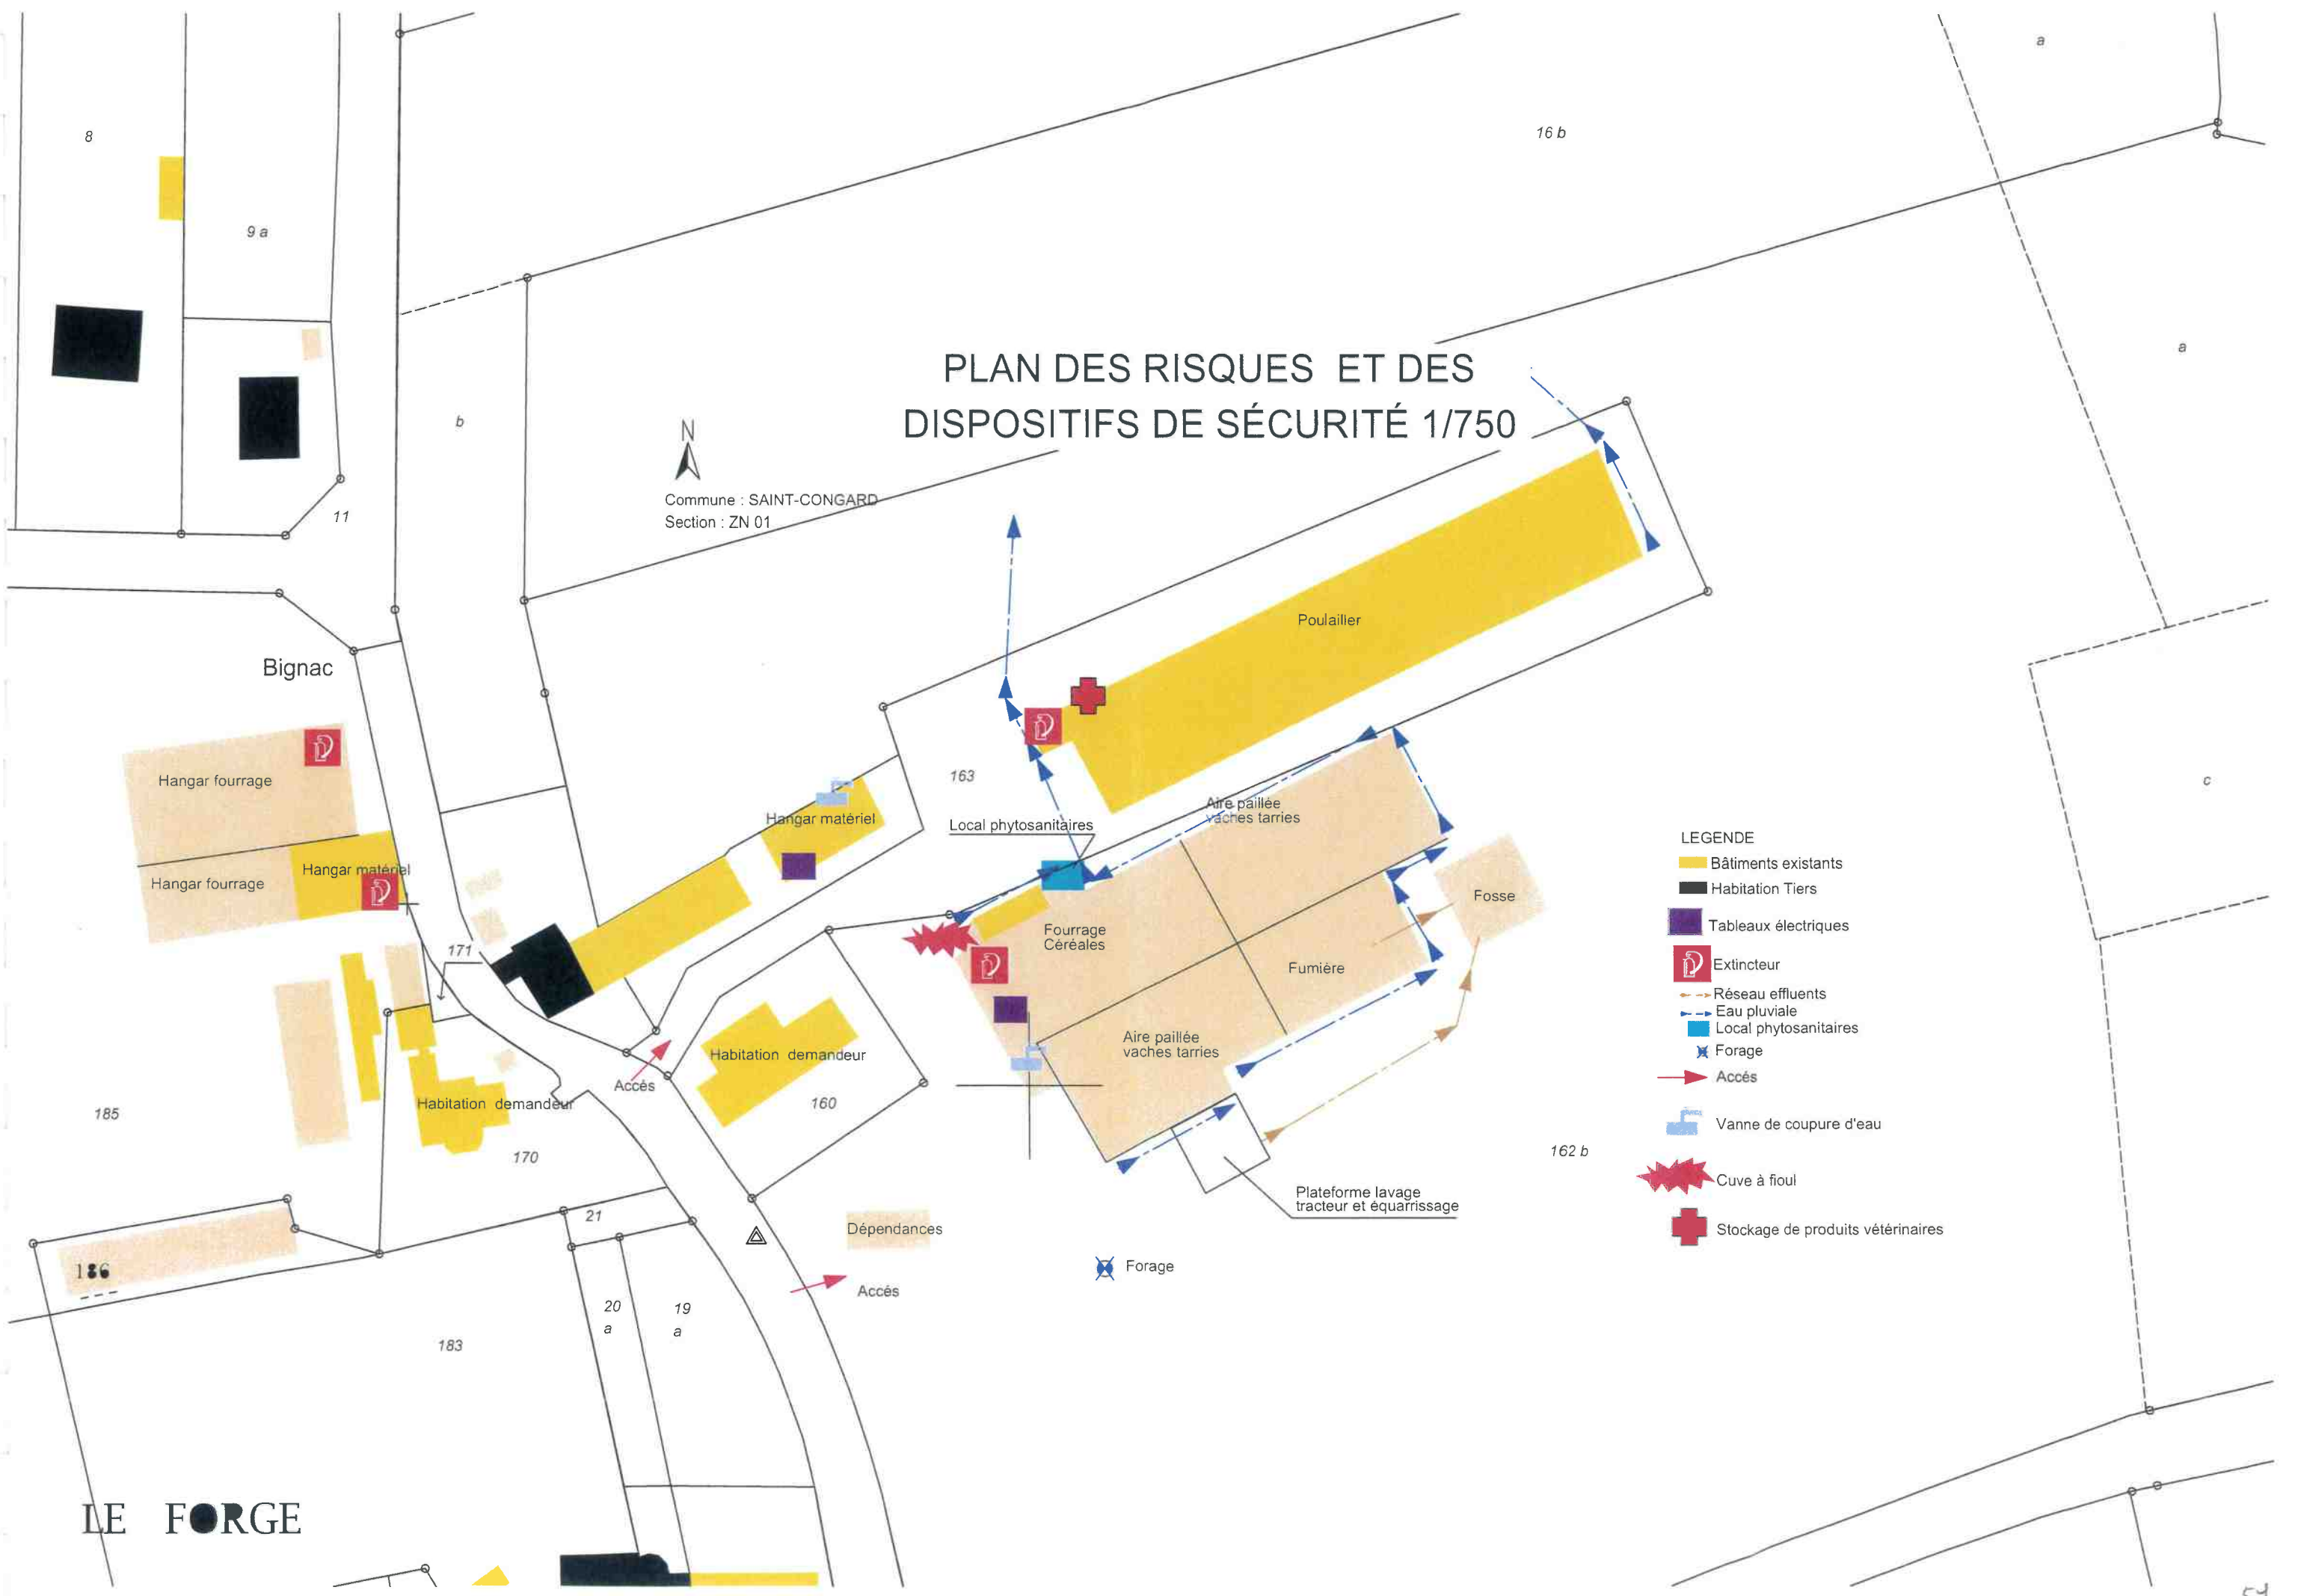 a
16 b
8
9 a
a
PLAN DES RISQUES ET DES
DISPOSITIFS DE SÉCURITÉ 1/750
b
N
Commune : SAINT-CONGARD
Section : ZN 01
11
Poulailler
Bignac
163
Hangar fourrage
c
Aire paillée
vaches tarries
Hangar matériel
Local phytosanitaires
Hangar matériel
Hangar fourrage
Fosse
Fourrage
Céréales
171
Fumière
Aire paillée
vaches tarries
Habitation demandeur
Accés
Habitation demandeur
160
185
170
162 b
Plateforme lavage
tracteur et équarrissage
21
Dépendances
186
Forage
Accés
20
a
19
a
183
LE FORGE
LEGENDE
Bâtiments existants
Habitation Tiers
Tableaux électriques
Extincteur
Réseau effluents
Eau pluviale
Local phytosanitaires
Forage
Accés
Vanne de coupure d'eau
Cuve à fioul
Stockage de produits vétérinaires